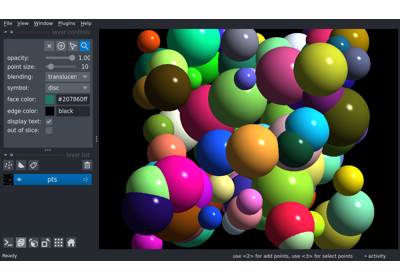 File View Window Plugins Help
layer controls
opacity: 1.00
point size: 10
blending: translucen
symbol: disc
face color: #207860ff
edge color: black
display text:
out of slice:
layer list
pts
Ready
use <2> for add points, use <3> for select points
activity